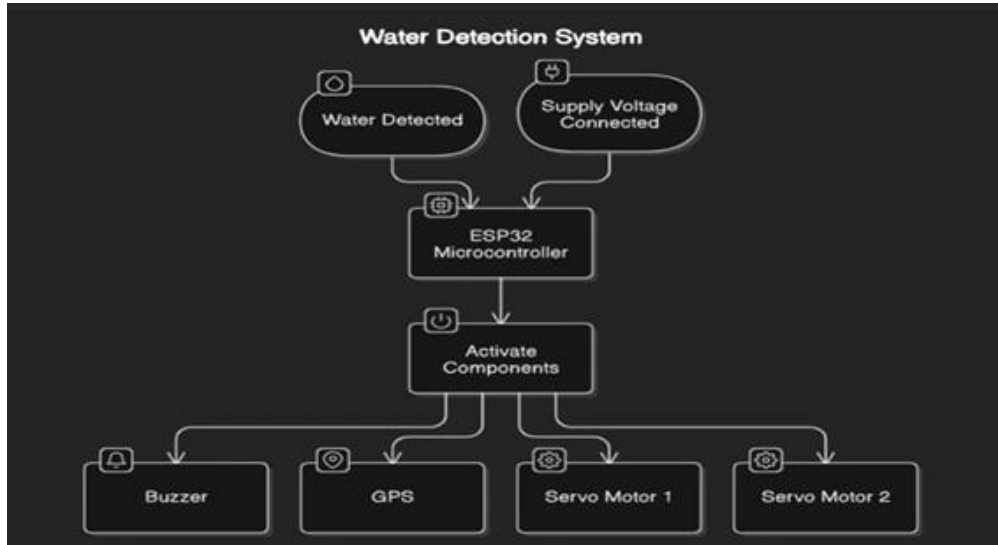 Water Detection System
Water Detected
Supply Voltage
Connected
ESP32
Microcontroller
Activate
Components
Buzzer
GPS
Servo Motor 1
Servo Motor 2